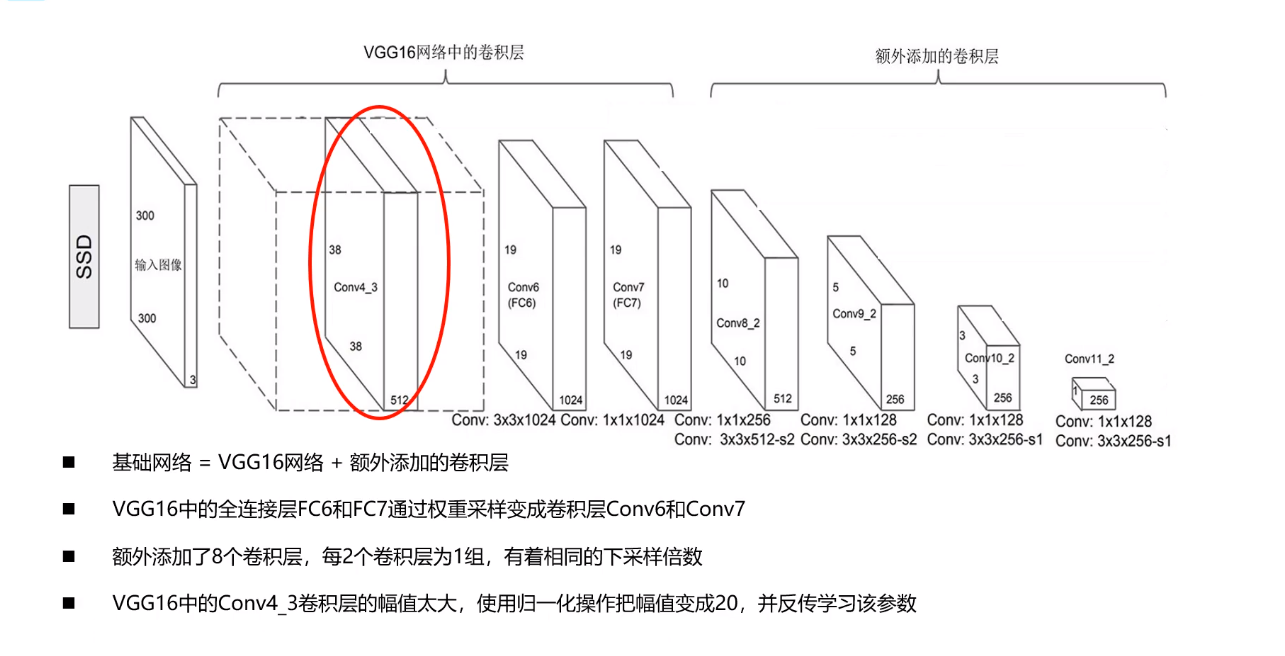 VGG16网络中的卷积层
额外添加的卷积层
SSD
300
输入图像
300
3
38
Conv4_3
38
512
19
Conv6
(FC6)
19
1024
19
Conv7
(FC7)
19
1024
10
Conv8_2
10
512
5
Conv9_2
5
256
3
Conv10_2
3
256
Conv11_2
1
256
Conv: 3x3x1024
Conv: 1x1x1024
Conv: 1x1x256
Conv: 3x3x512-s2
Conv: 1x1x128
Conv: 3x3x256-s2
Conv: 1x1x128
Conv: 3x3x256-s1
Conv: 1x1x128
Conv: 3x3x256-s1
■ 基础网络 = VGG16网络 + 额外添加的卷积层
■ VGG16中的全连接层FC6和FC7通过权重采样变成卷积层Conv6和Conv7
■ 额外添加了8个卷积层，每2个卷积层为1组，有着相同的下采样倍数
■ VGG16中的Conv4_3卷积层的幅值太大，使用归一化操作把幅值变成20，并反传学习该参数